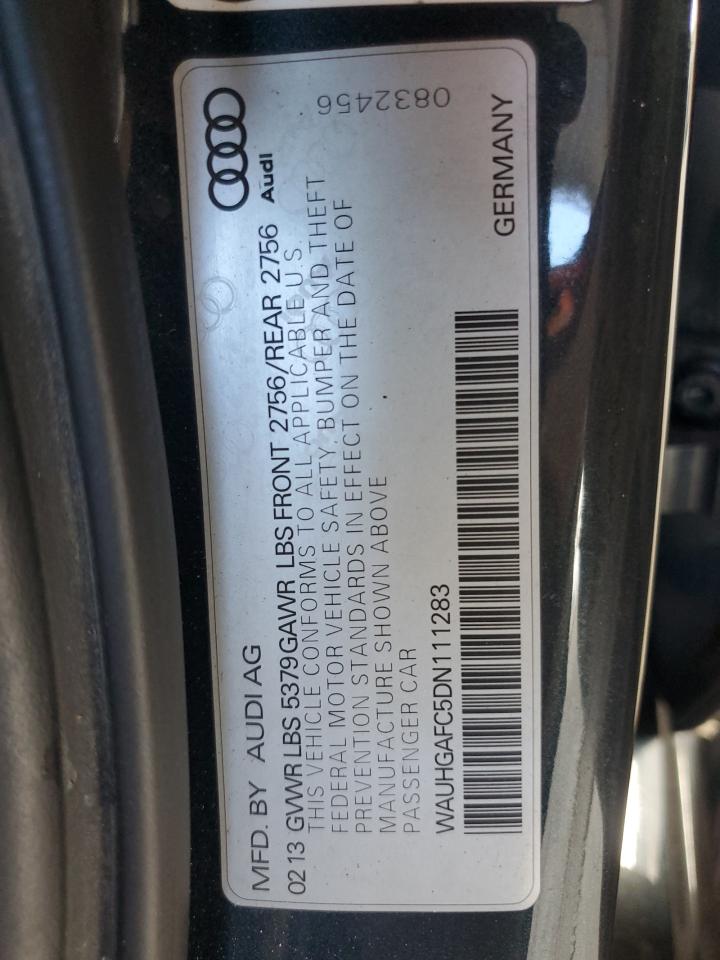 MFD. BY AUDI AG
Audi
02 13 GVWR LBS 5379GAWR LBS FRONT 2756/REAR 2756
THIS VEHICLE CONFORMS TO ALL APPLICABLE U.S.
FEDERAL MOTOR VEHICLE SAFETY, BUMPER AND THEFT
PREVENTION STANDARDS IN EFFECT ON THE DATE OF
MANUFACTURE SHOWN ABOVE
PASSENGER CAR
0832456
WAUHGAFC5DN111283
GERMANY